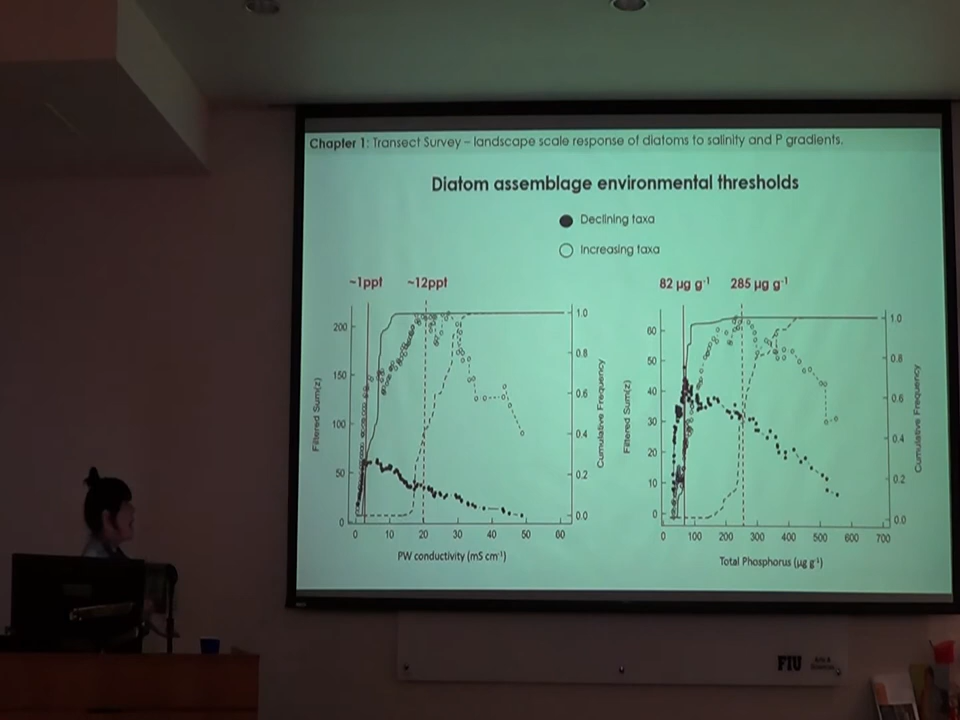 Chapter 1: Transect Survey – landscape scale response of diatoms to salinity and P gradients.
Diatom assemblage environmental thresholds
Declining taxa
Increasing taxa
~1ppt ~12ppt
82 µg g⁻¹ 285 µg g⁻¹
200
150
100
50
0
Filtered Sum(z)
1.0
0.8
0.6
0.4
0.2
0.0
Cumulative Frequency
0 10 20 30 40 50 60
PW conductivity (mS cm⁻¹)
60
50
40
30
20
10
0
Filtered Sum(z)
1.0
0.8
0.6
0.4
0.2
0.0
Cumulative Frequency
0 100 200 300 400 500 600 700
Total Phosphorus (µg g⁻¹)
FIU